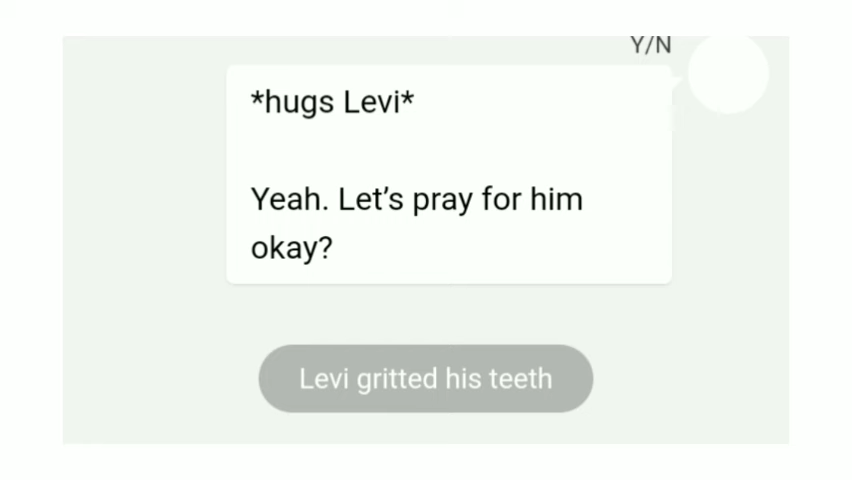 Y/N
*hugs Levi*
Yeah. Let’s pray for him
okay?
Levi gritted his teeth